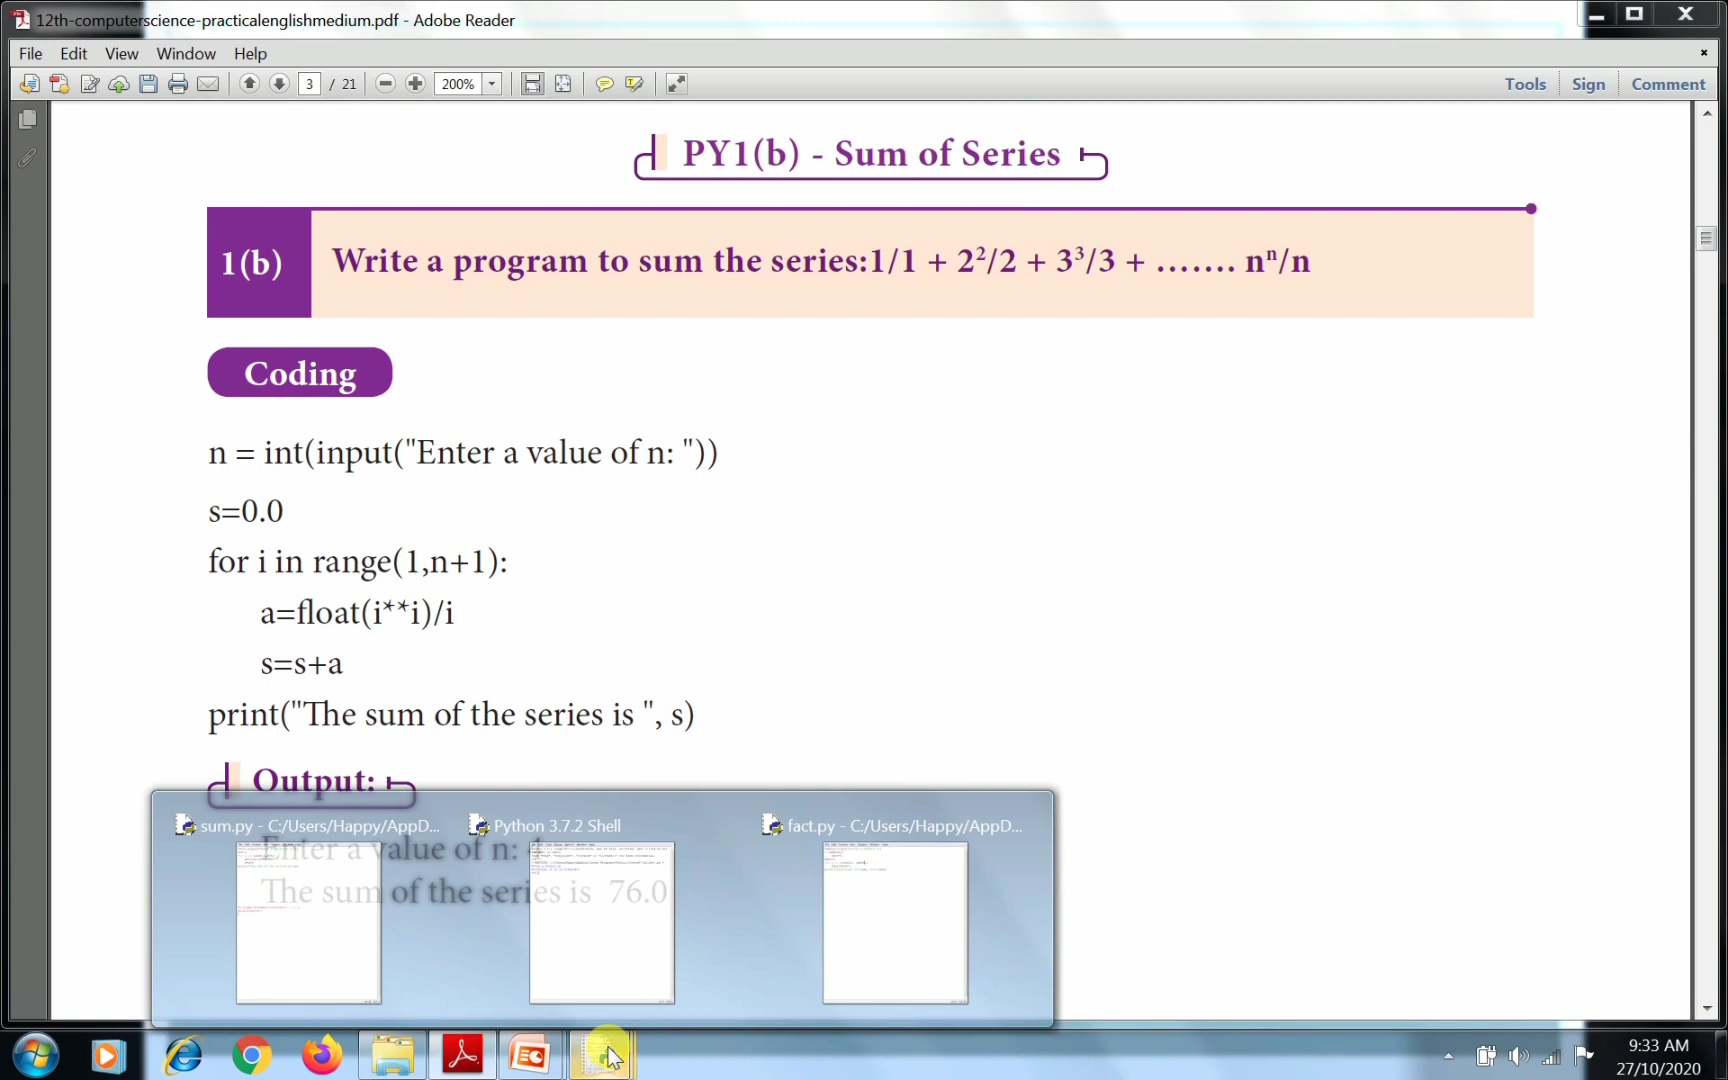 12th-computerscience-practicalenglishmedium.pdf - Adobe Reader
File Edit View Window Help
3 / 21 200% Tools Sign Comment
PY1(b) - Sum of Series
1(b) Write a program to sum the series:1/1 + 2²/2 + 3³/3 + ……. nⁿ/n
Coding
n = int(input("Enter a value of n: "))
s=0.0
for i in range(1,n+1):
a=float(i**i)/i
s=s+a
print("The sum of the series is ", s)
Output:
sum.py - C:/Users/Happy/AppD... Python 3.7.2 Shell fact.py - C:/Users/Happy/AppD...
Enter a value of n: 4
The sum of the series is 76.0
9:33 AM
27/10/2020